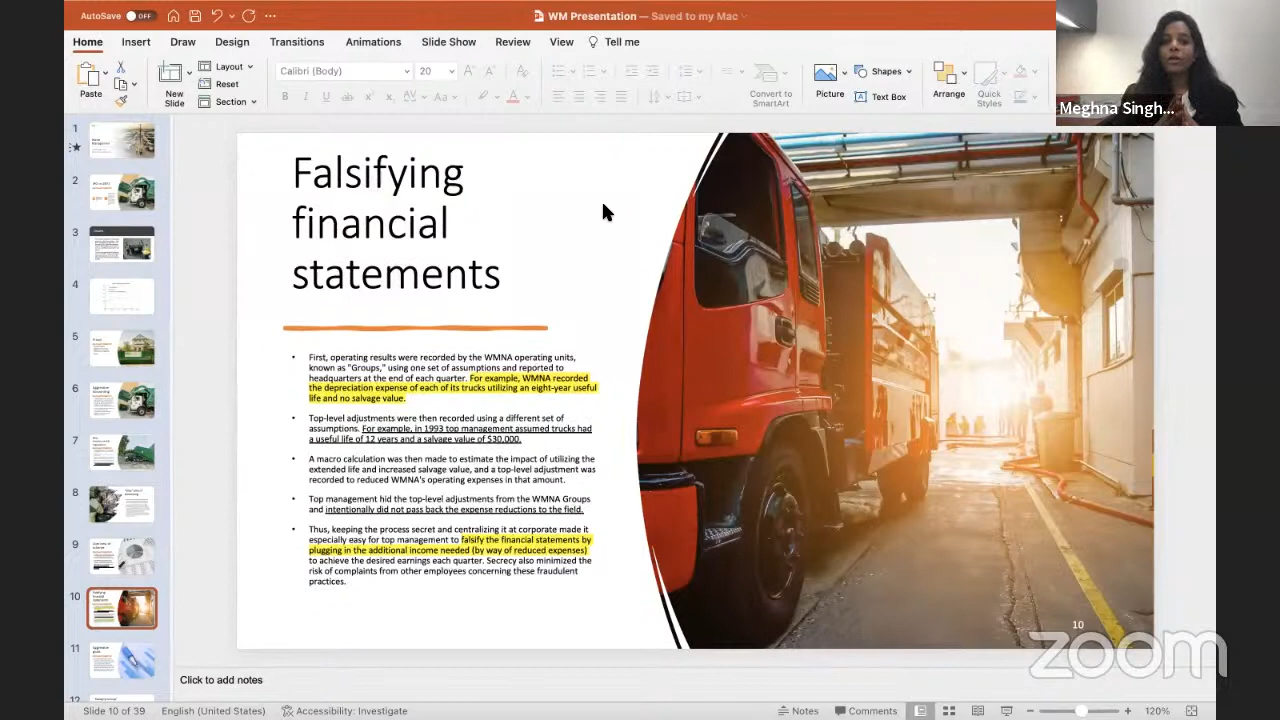 AutoSave OFF
WM Presentation — Saved to my Mac
Home Insert Draw Design Transitions Animations Slide Show Review View Tell me
Paste
New Slide
Layout
Reset
Section
Calibri (Body) 20
Convert to SmartArt
Picture
Shapes
Text Box
Arrange
Quick Styles
Meghna Singh...
1
2
3
4
5
6
7
8
9
10
11
12
Falsifying
financial
statements
• First, operating results were recorded by the WMNA operating units,
known as "Groups," using one set of assumptions and reported to
headquarters at the end of each quarter. For example, WMNA recorded
the depreciation expense of each of its trucks utilizing an eight-year useful
life and no salvage value.
• Top-level adjustments were then recorded using a different set of
assumptions. For example, in 1993 top management assumed trucks had
a useful life of 12 years and a salvage value of $30,000.
• A macro calculation was then made to estimate the impact of utilizing the
extended life and increased salvage value, and a top-level adjustment was
recorded to reduced WMNA's operating expenses in that amount.
• Top management hid the top-level adjustments from the WMNA Groups
and intentionally did not pass back the expense reductions to the field.
• Thus, keeping the process secret and centralizing it at corporate made it
especially easy for top management to falsify the financial statements by
plugging in the additional income needed (by way of reduced expenses)
to achieve the desired earnings each quarter. Secrecy also minimized the
risk of complaints from other employees concerning these fraudulent
practices.
10
zoom
Click to add notes
Slide 10 of 39 English (United States) Accessibility: Investigate Notes Comments 120%